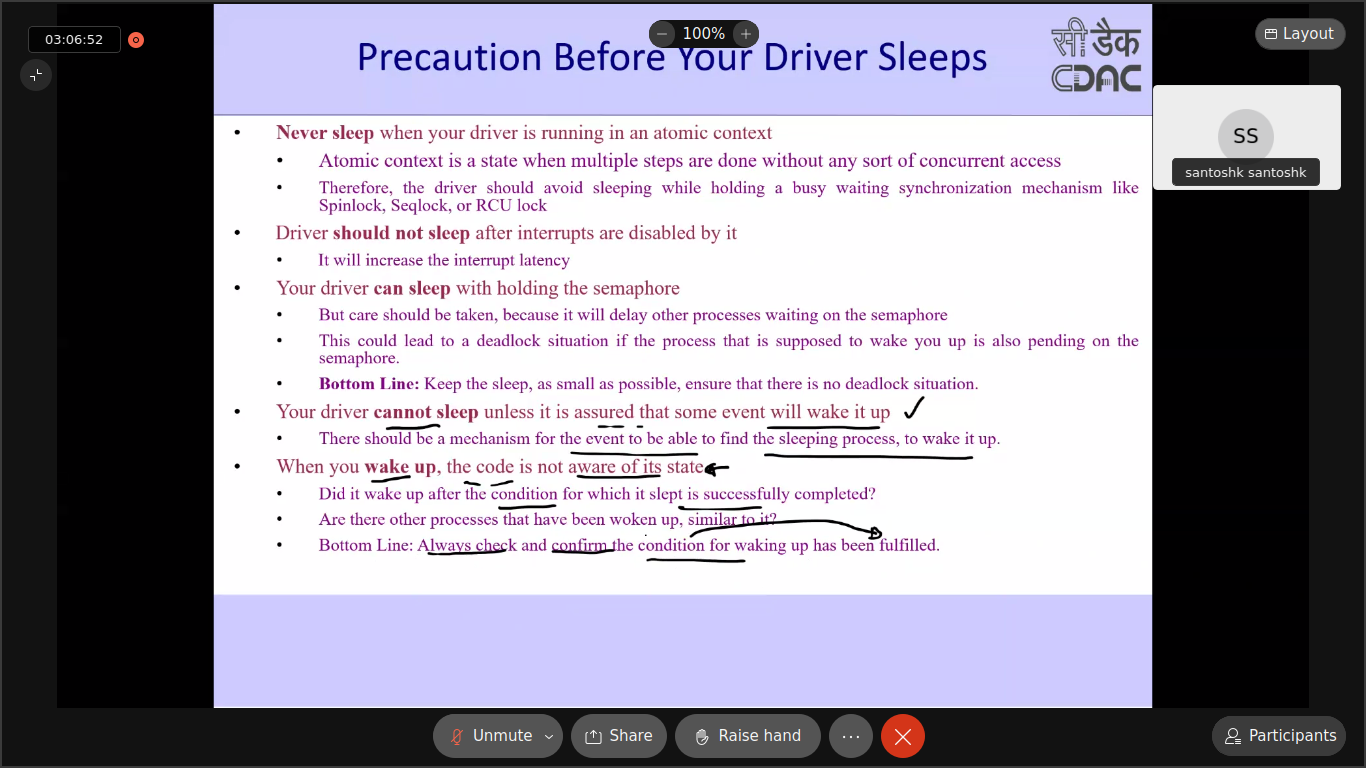 03:06:52
100%
Layout
Precaution Before Your Driver Sleeps
सी डैक
CDAC
SS
santoshk santoshk
• Never sleep when your driver is running in an atomic context
• Atomic context is a state when multiple steps are done without any sort of concurrent access
• Therefore, the driver should avoid sleeping while holding a busy waiting synchronization mechanism like
Spinlock, Seqlock, or RCU lock
• Driver should not sleep after interrupts are disabled by it
• It will increase the interrupt latency
• Your driver can sleep with holding the semaphore
• But care should be taken, because it will delay other processes waiting on the semaphore
• This could lead to a deadlock situation if the process that is supposed to wake you up is also pending on the
semaphore.
• Bottom Line: Keep the sleep, as small as possible, ensure that there is no deadlock situation.
• Your driver cannot sleep unless it is assured that some event will wake it up
• There should be a mechanism for the event to be able to find the sleeping process, to wake it up.
• When you wake up, the code is not aware of its state
• Did it wake up after the condition for which it slept is successfully completed?
• Are there other processes that have been woken up, similar to it?
• Bottom Line: Always check and confirm the condition for waking up has been fulfilled.
Unmute
Share
Raise hand
Participants